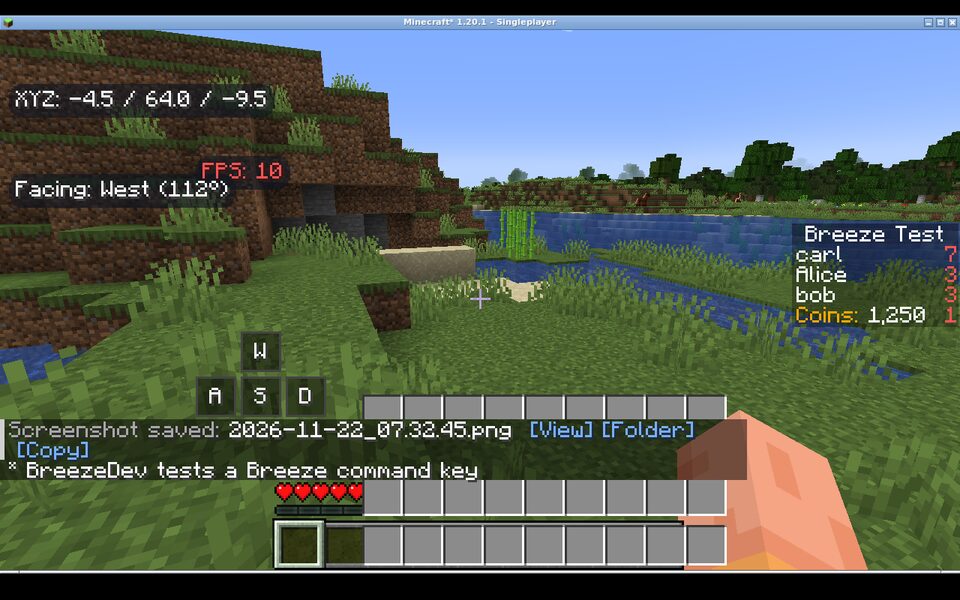 Minecraft* 1.20.1 - Singleplayer
XYZ: -4.5 / 64.0 / -9.5
FPS: 10
Facing: West (112°)
Breeze Test
carl 7
Alice 3
bob 3
Coins: 1,250 1
W
A S D
Screenshot saved: 2026-11-22_07.32.45.png [View] [Folder]
[Copy]
* BreezeDev tests a Breeze command key